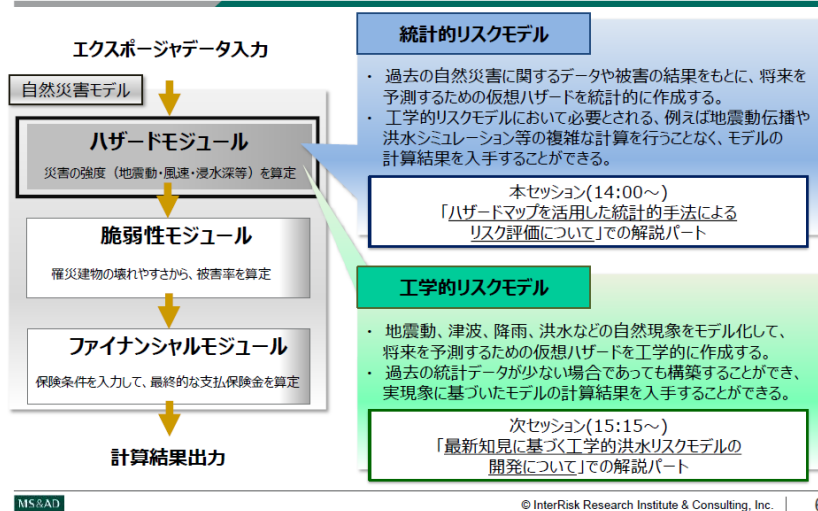 エクスポージャデータ入力
自然災害モデル
ハザードモジュール
災害の強度（地震動・風速・浸水深等）を算定
脆弱性モジュール
罹災建物の壊れやすさから、被害率を算定
ファイナンシャルモジュール
保険条件を入力して、最終的な支払保険金を算定
計算結果出力
統計的リスクモデル
・ 過去の自然災害に関するデータや被害の結果をもとに、将来を
予測するための仮想ハザードを統計的に作成する。
・ 工学的リスクモデルにおいて必要とされる、例えば地震動伝播や
洪水シミュレーション等の複雑な計算を行うことなく、モデルの
計算結果を入手することができる。
本セッション(14:00～)
「ハザードマップを活用した統計的手法による
リスク評価について」での解説パート
工学的リスクモデル
・ 地震動、津波、降雨、洪水などの自然現象をモデル化して、
将来を予測するための仮想ハザードを工学的に作成する。
・ 過去の統計データが少ない場合であっても構築することができ、
実現象に基づいたモデルの計算結果を入手することができる。
次セッション(15:15～)
「最新知見に基づく工学的洪水リスクモデルの
開発について」での解説パート
MS&AD
© InterRisk Research Institute & Consulting, Inc.